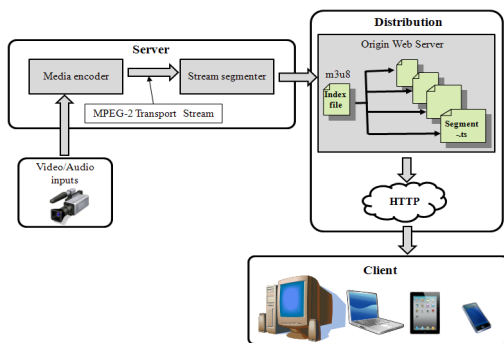 Distribution
Server
Origin Web Server
Media encoder
Stream segmenter
m3u8
Index
file
MPEG-2 Transport Stream
Segment
-.ts
Video/Audio
inputs
HTTP
Client